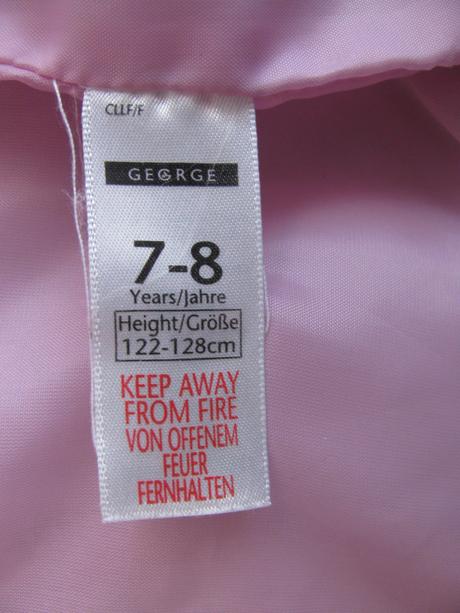 CLLF/F
GEORGE
7-8
Years/Jahre
Height/Größe
122-128cm
KEEP AWAY
FROM FIRE
VON OFFENEM
FEUER
FERNHALTEN